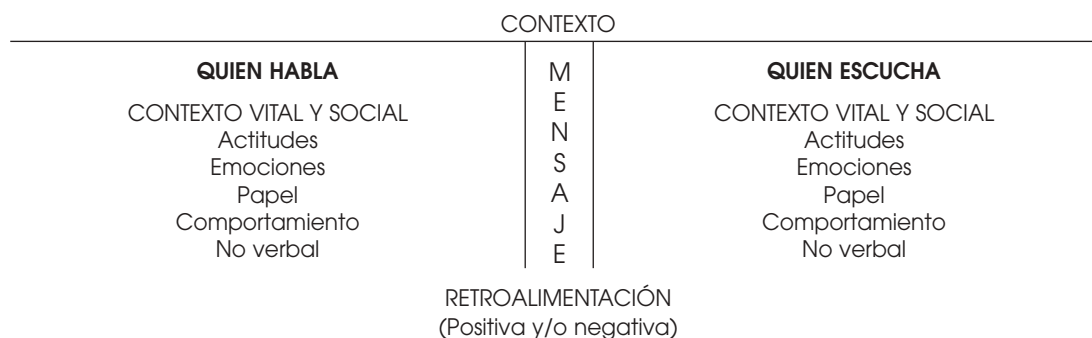 CONTEXTO
QUIEN HABLA
CONTEXTO VITAL Y SOCIAL
Actitudes
Emociones
Papel
Comportamiento
No verbal
M
E
N
S
A
J
E
QUIEN ESCUCHA
CONTEXTO VITAL Y SOCIAL
Actitudes
Emociones
Papel
Comportamiento
No verbal
RETROALIMENTACIÓN
(Positiva y/o negativa)